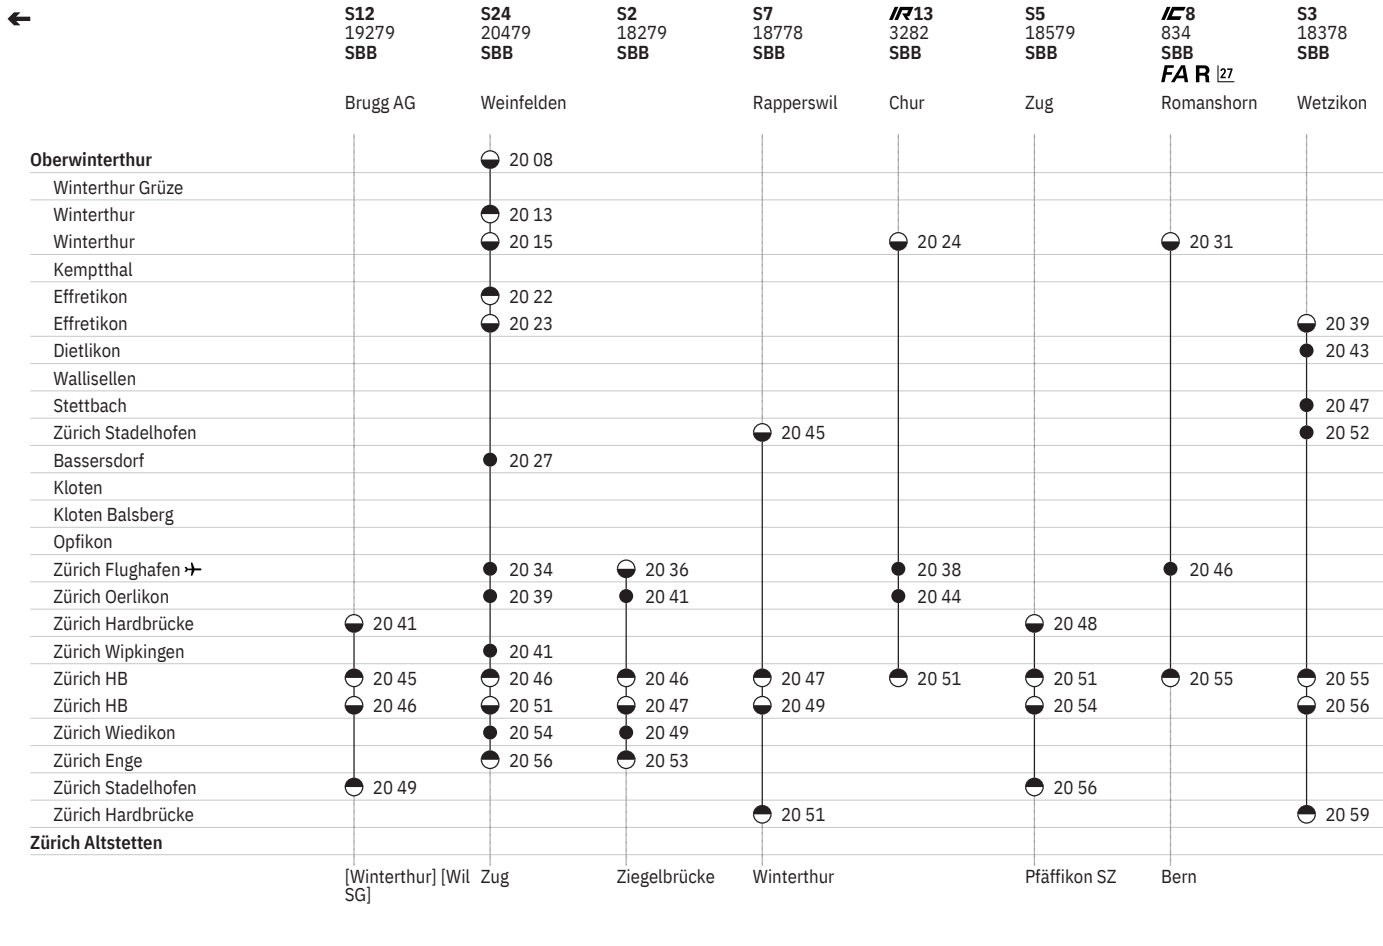 S12 S24 S2 S7 IR13 S5 IC8 S3
19279 20479 18279 18778 3282 18579 834 18378
SBB SBB SBB SBB SBB SBB SBB SBB
FA R 27
Brugg AG Weinfelden Rapperswil Chur Zug Romanshorn Wetzikon
Oberwinterthur 20 08
Winterthur Grüze
Winterthur 20 13
Winterthur 20 15 20 24 20 31
Kemptthal
Effretikon 20 22
Effretikon 20 23 20 39
Dietlikon 20 43
Wallisellen
Stettbach 20 47
Zürich Stadelhofen 20 45 20 52
Bassersdorf 20 27
Kloten
Kloten Balsberg
Opfikon
Zürich Flughafen 20 34 20 36 20 38 20 46
Zürich Oerlikon 20 39 20 41 20 44
Zürich Hardbrücke 20 41 20 48
Zürich Wipkingen 20 41
Zürich HB 20 45 20 46 20 46 20 47 20 51 20 51 20 55 20 55
Zürich HB 20 46 20 51 20 47 20 49 20 54 20 56
Zürich Wiedikon 20 54 20 49
Zürich Enge 20 56 20 53
Zürich Stadelhofen 20 49 20 56
Zürich Hardbrücke 20 51 20 59
Zürich Altstetten
[Winterthur] [Wil Zug Ziegelbrücke Winterthur Pfäffikon SZ Bern
SG]